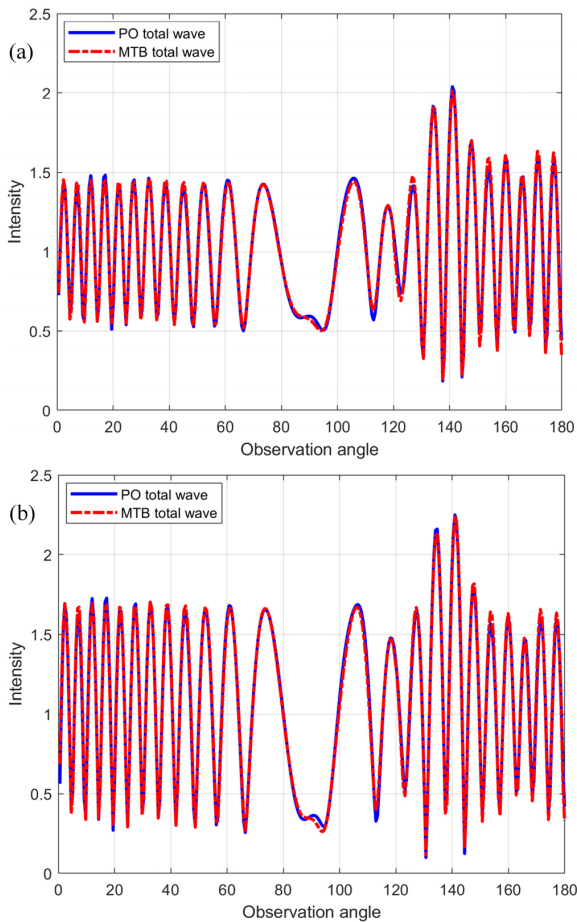 (a)
2.5
PO total wave
MTB total wave
2
1.5
Intensity
1
0.5
0
0 20 40 60 80 100 120 140 160 180
Observation angle
(b)
2.5
PO total wave
MTB total wave
2
1.5
Intensity
1
0.5
0
0 20 40 60 80 100 120 140 160 180
Observation angle